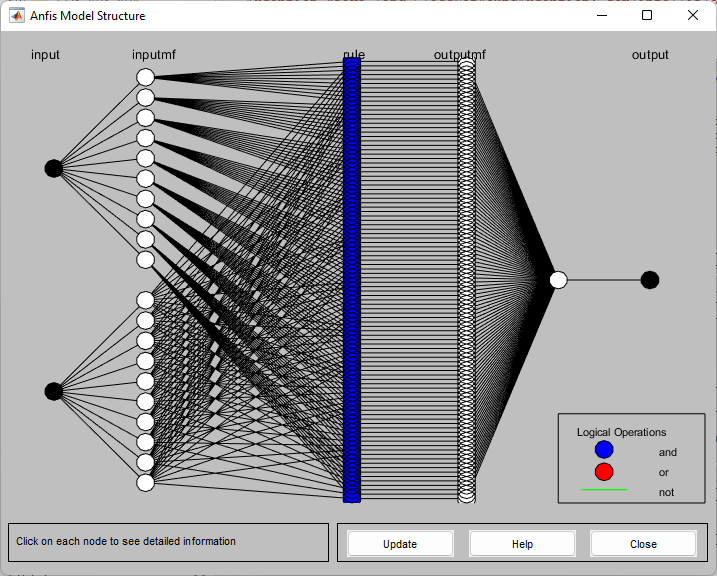 Anfis Model Structure
input
inputmf
rule
outputmf
output
Logical Operations
and
or
not
Click on each node to see detailed information
Update
Help
Close